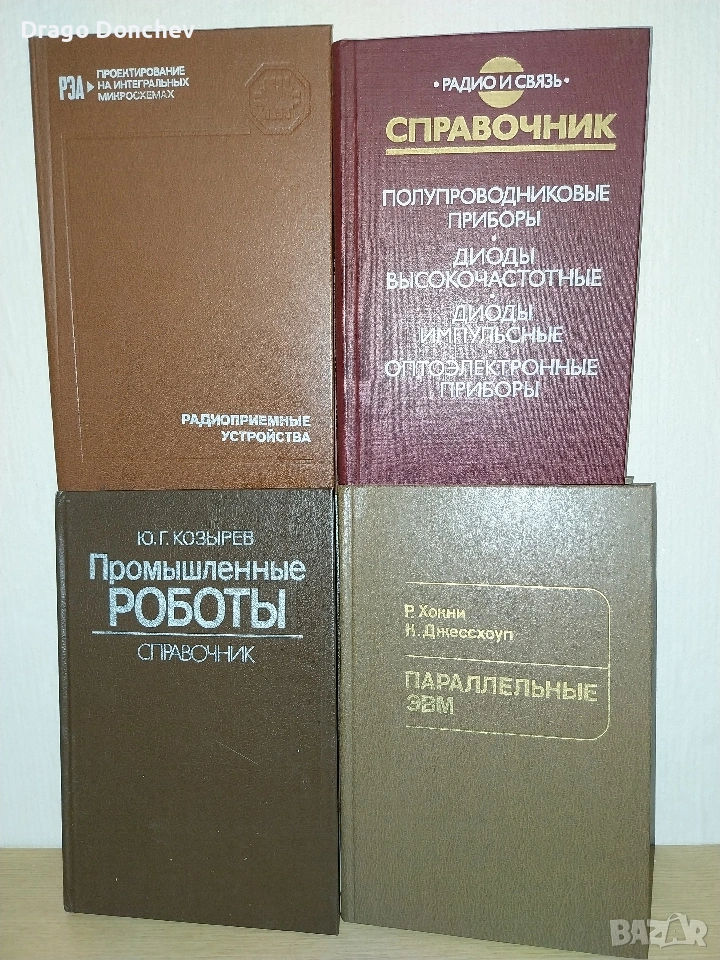 Drago Donchev
РЭА
ПРОЕКТИРОВАНИЕ
НА ИНТЕГРАЛЬНЫХ
МИКРОСХЕМАХ
РАДИОПРИЕМНЫЕ
УСТРОЙСТВА
• РАДИО И СВЯЗЬ •
СПРАВОЧНИК
ПОЛУПРОВОДНИКОВЫЕ
ПРИБОРЫ
•
ДИОДЫ
ВЫСОКОЧАСТОТНЫЕ
•
ДИОДЫ
ИМПУЛЬСНЫЕ
•
ОПТОЭЛЕКТРОННЫЕ
ПРИБОРЫ
Ю. Г. КОЗЫРЕВ
Промышленные
РОБОТЫ
СПРАВОЧНИК
Р. Хокни
К. Джессхоуп
ПАРАЛЛЕЛЬНЫЕ
ЭВМ
BAZAR